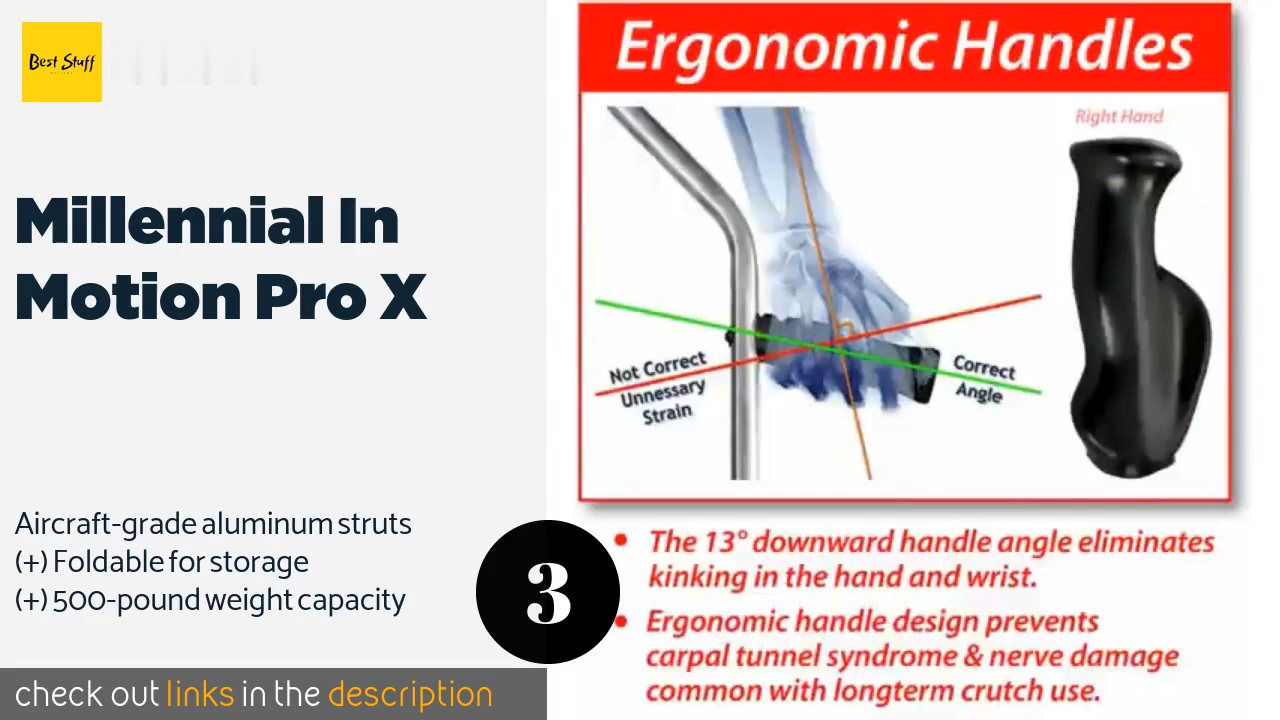 Best Stuff
Millennial In
Motion Pro X
Aircraft-grade aluminum struts
(+) Foldable for storage
(+) 500-pound weight capacity
check out links in the description
3
Ergonomic Handles
Right Hand
Not Correct
Unnessary
Strain
Correct
Angle
• The 13° downward handle angle eliminates
kinking in the hand and wrist.
• Ergonomic handle design prevents
carpal tunnel syndrome & nerve damage
common with longterm crutch use.